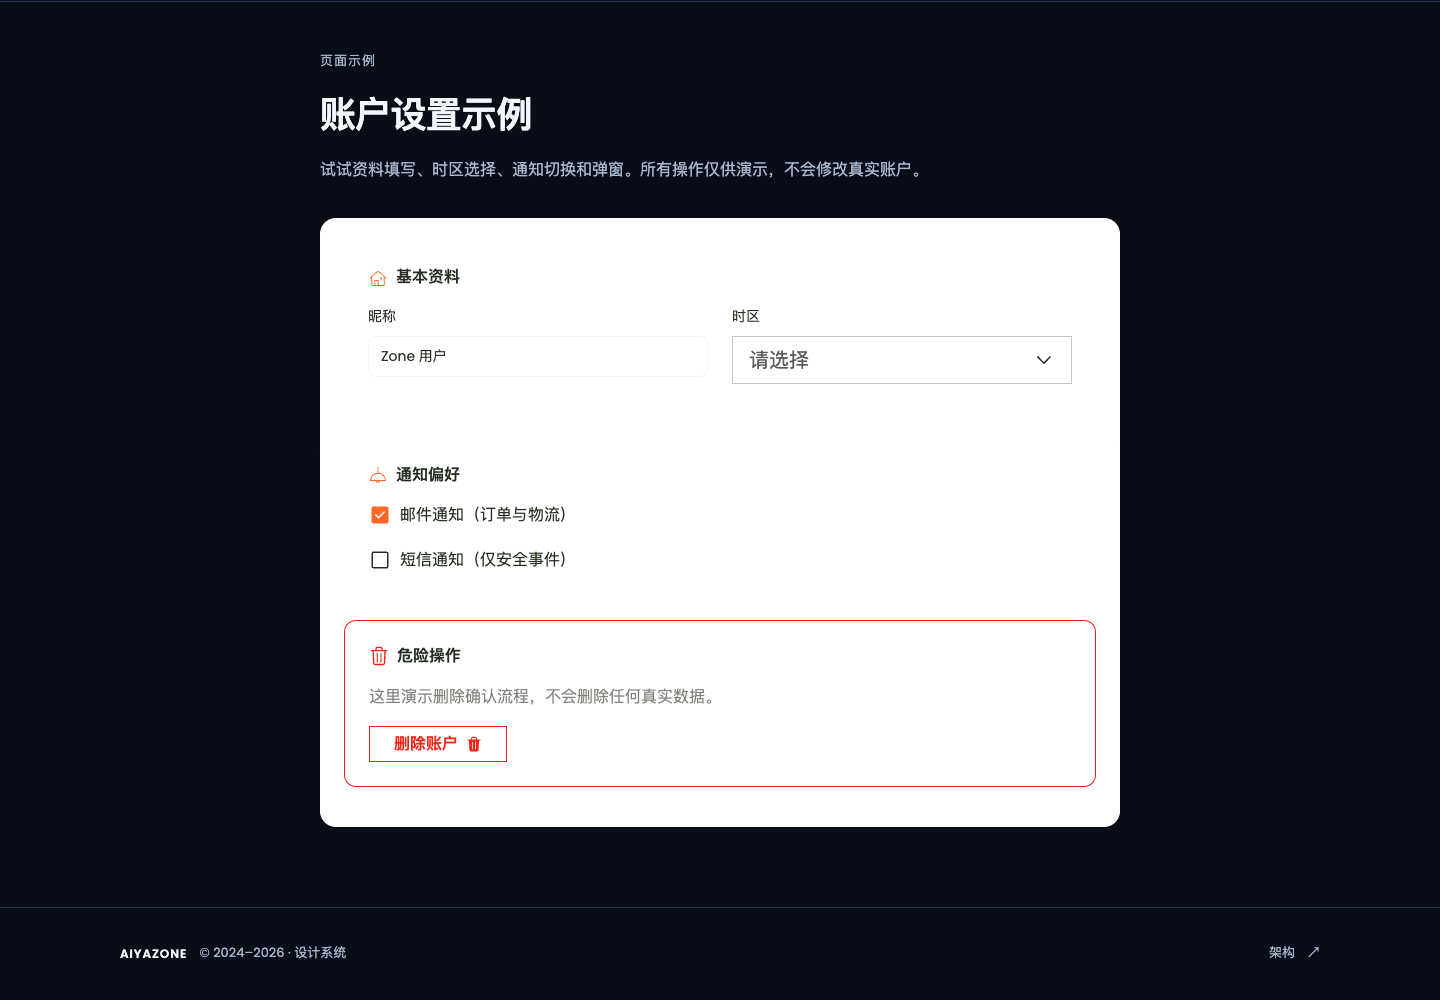 页面示例
账户设置示例
试试资料填写、时区选择、通知切换和弹窗。所有操作仅供演示，不会修改真实账户。
基本资料
昵称
时区
Zone 用户
请选择
通知偏好
邮件通知（订单与物流）
短信通知（仅安全事件）
危险操作
这里演示删除确认流程，不会删除任何真实数据。
删除账户
AIYAZONE © 2024–2026 · 设计系统
架构 ↗